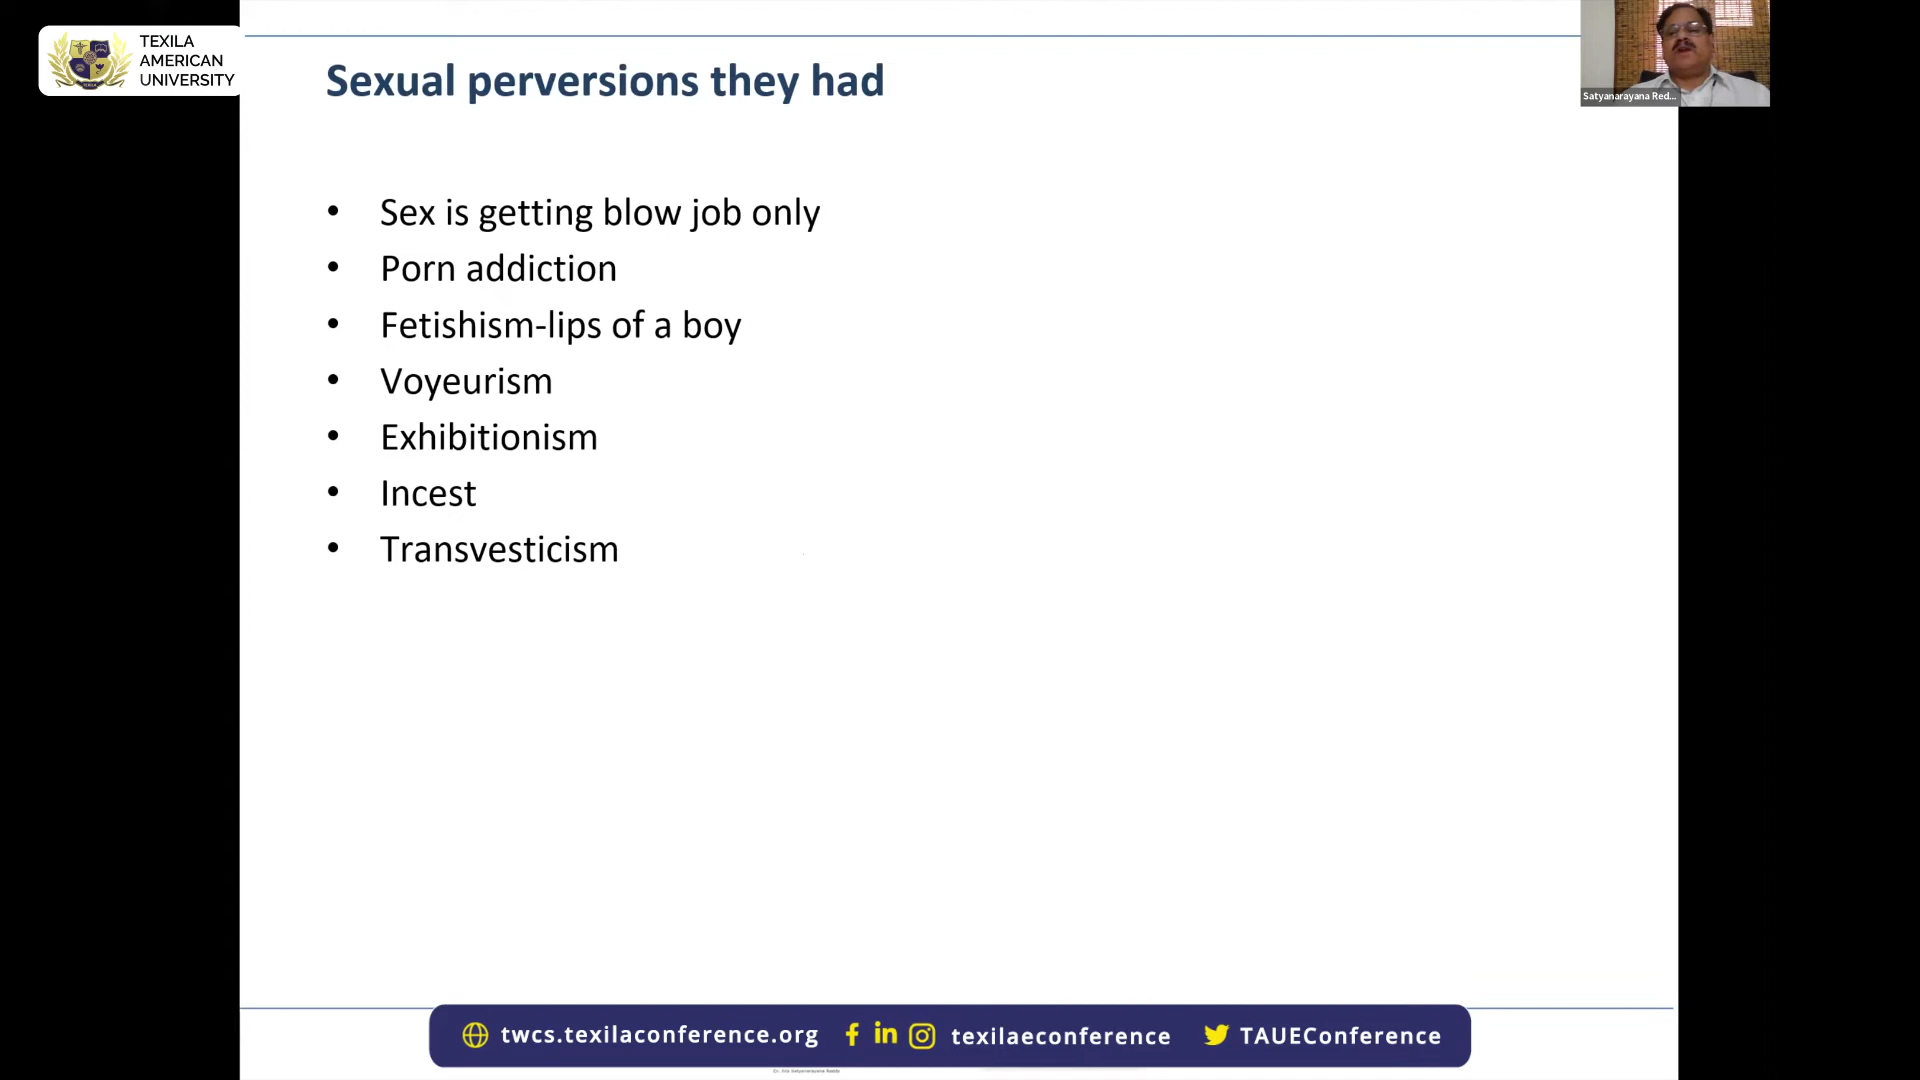 TEXILA
AMERICAN
UNIVERSITY
Sexual perversions they had
Satyanarayana Red...
• Sex is getting blow job only
• Porn addiction
• Fetishism-lips of a boy
• Voyeurism
• Exhibitionism
• Incest
• Transvesticism
twcs.texilaconference.org
texilaeconference
TAUEConference